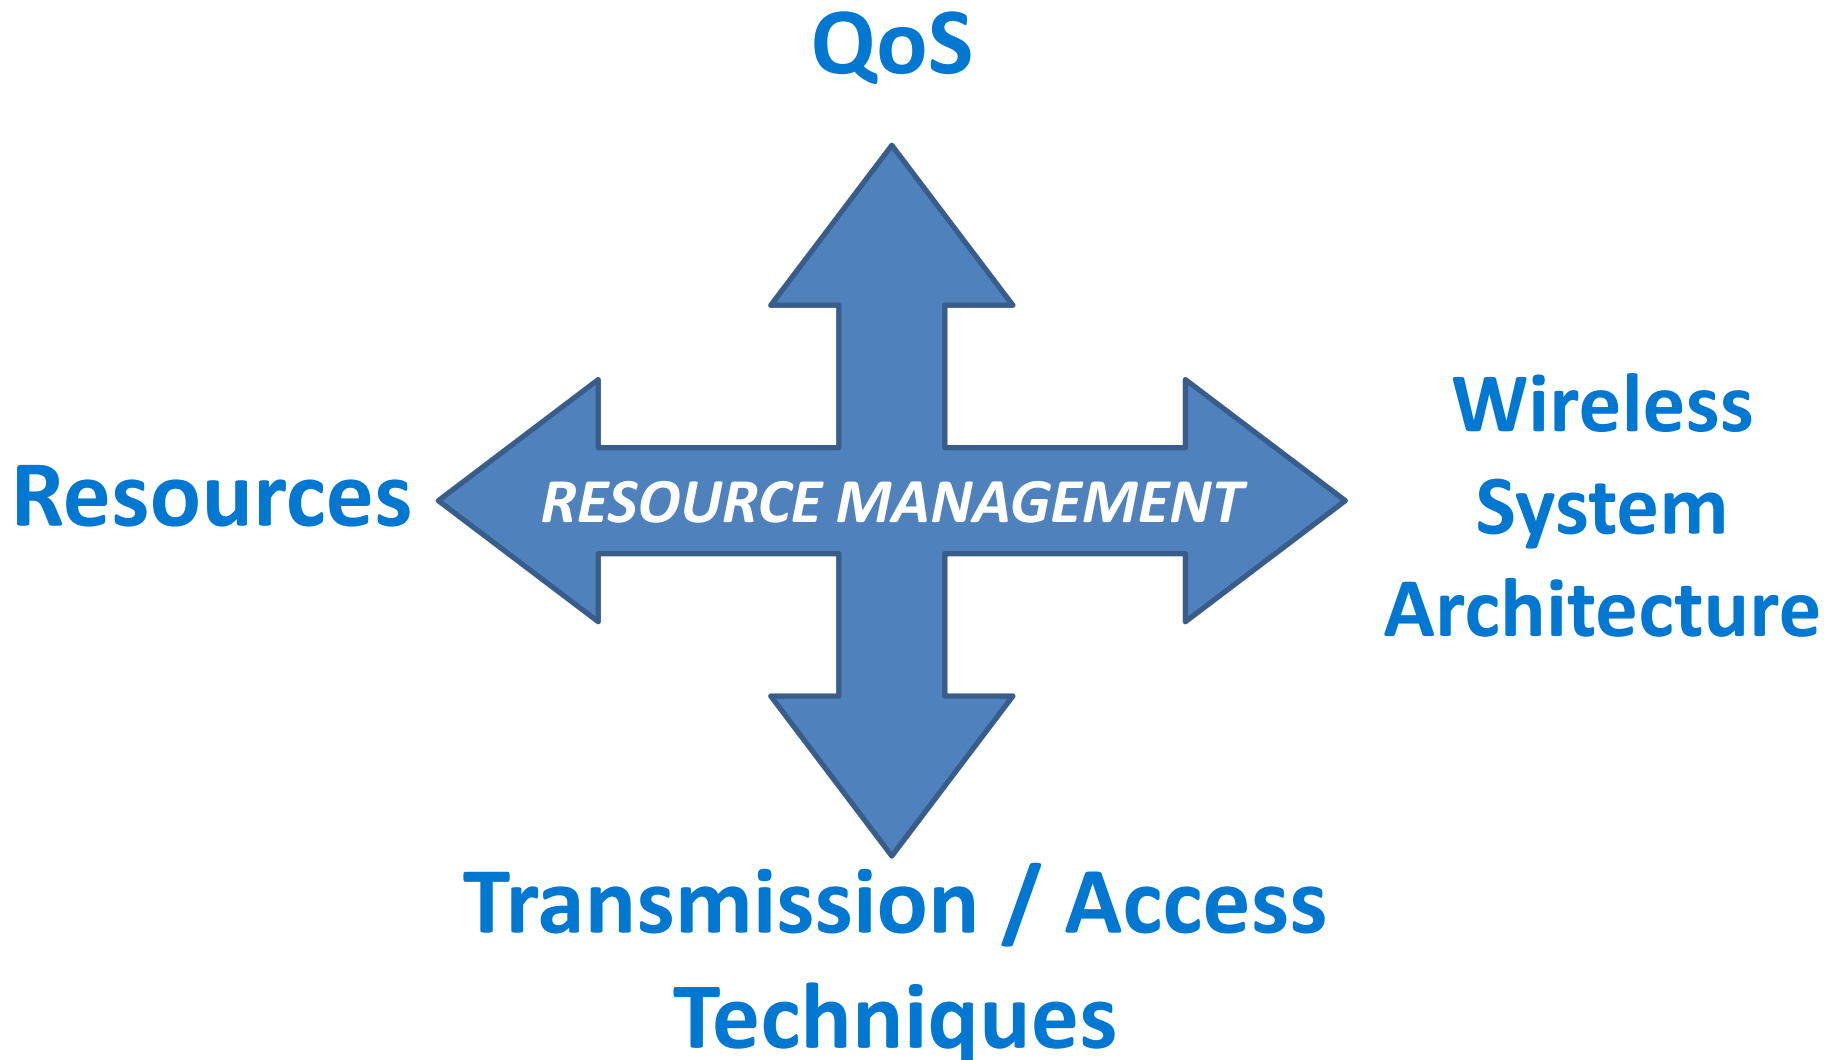 QoS
Resources
RESOURCE MANAGEMENT
Wireless
System
Architecture
Transmission / Access
Techniques